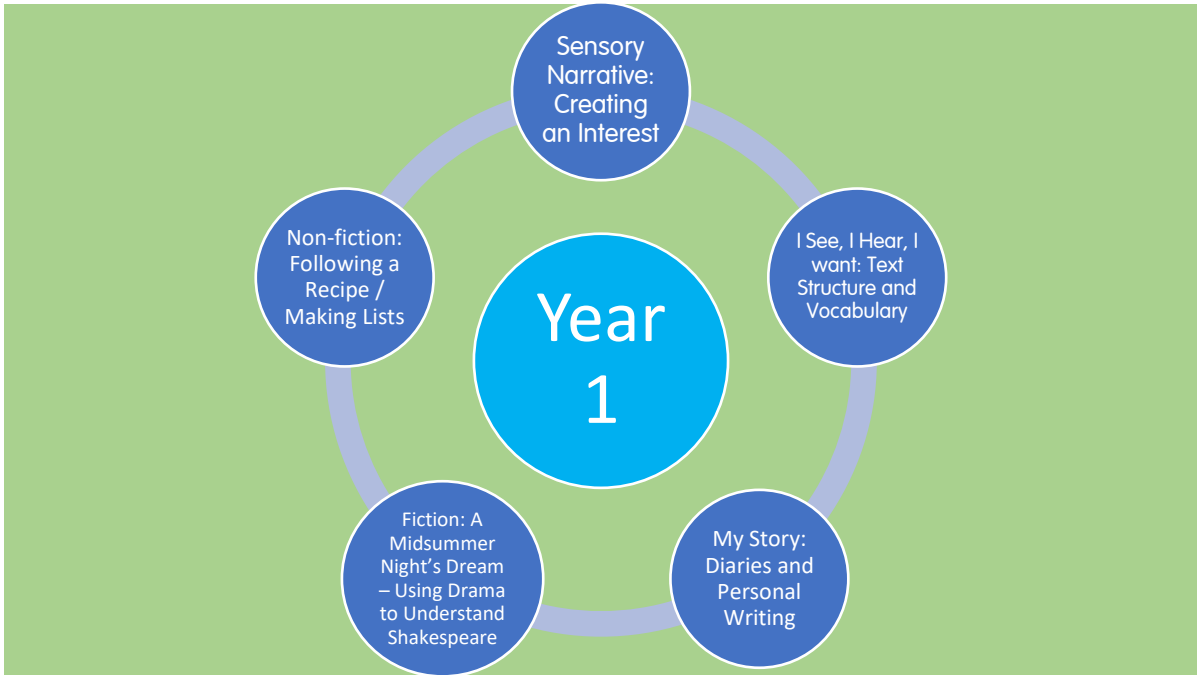 Sensory
Narrative:
Creating
an Interest
I See, I Hear, I
want: Text
Structure and
Vocabulary
My Story:
Diaries and
Personal
Writing
Fiction: A
Midsummer
Night’s Dream
– Using Drama
to Understand
Shakespeare
Non-fiction:
Following a
Recipe /
Making Lists
Year
1